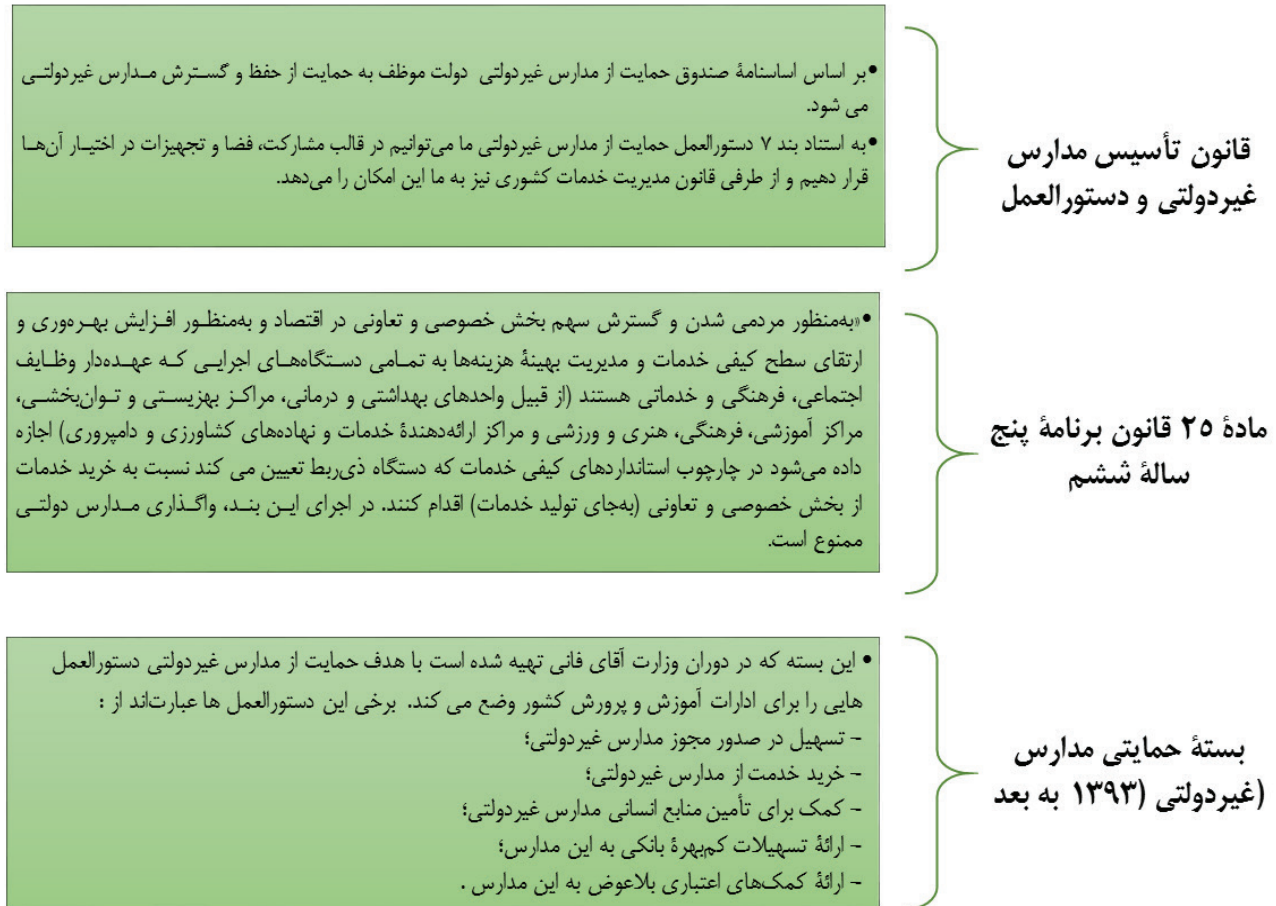 قانون تأسیس مدارس
غیردولتی و دستورالعمل
•بر اساس اساسنامهٔ صندوق حمایت از مدارس غیردولتی دولت موظف به حمایت از حفظ و گسترش مدارس غیردولتی
می شود.
•به استناد بند ۷ دستورالعمل حمایت از مدارس غیردولتی ما می‌توانیم در قالب مشارکت، فضا و تجهیزات در اختیار آن‌ها
قرار دهیم و از طرفی قانون مدیریت خدمات کشوری نیز به ما این امکان را می‌دهد.
مادهٔ ۲۵ قانون برنامهٔ پنج
سالهٔ ششم
•«به‌منظور مردمی شدن و گسترش سهم بخش خصوصی و تعاونی در اقتصاد و به‌منظور افزایش بهره‌وری و
ارتقای سطح کیفی خدمات و مدیریت بهینهٔ هزینه‌ها به تمامی دستگاه‌های اجرایی که عهده‌دار وظایف
اجتماعی، فرهنگی و خدماتی هستند (از قبیل واحدهای بهداشتی و درمانی، مراکز بهزیستی و توان‌بخشی،
مراکز آموزشی، فرهنگی، هنری و ورزشی و مراکز ارائه‌دهندهٔ خدمات و نهاده‌های کشاورزی و دامپروری) اجازه
داده می‌شود در چارچوب استانداردهای کیفی خدمات که دستگاه ذی‌ربط تعیین می کند نسبت به خرید خدمات
از بخش خصوصی و تعاونی (به‌جای تولید خدمات) اقدام کنند. در اجرای این بند، واگذاری مدارس دولتی
ممنوع است.
بستهٔ حمایتی مدارس
غیردولتی (۱۳۹۳ به بعد)
• این بسته که در دوران وزارت آقای فانی تهیه شده است با هدف حمایت از مدارس غیردولتی دستورالعمل
هایی را برای ادارات آموزش و پرورش کشور وضع می کند. برخی این دستورالعمل ها عبارت‌اند از :
- تسهیل در صدور مجوز مدارس غیردولتی؛
- خرید خدمت از مدارس غیردولتی؛
- کمک برای تأمین منابع انسانی مدارس غیردولتی؛
- ارائهٔ تسهیلات کم‌بهرهٔ بانکی به این مدارس؛
- ارائهٔ کمک‌های اعتباری بلاعوض به این مدارس .